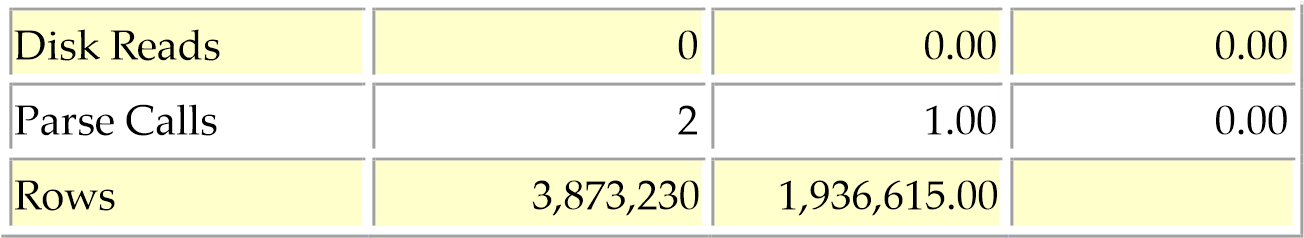 Disk Reads 0 0.00 0.00
Parse Calls 2 1.00 0.00
Rows 3,873,230 1,936,615.00